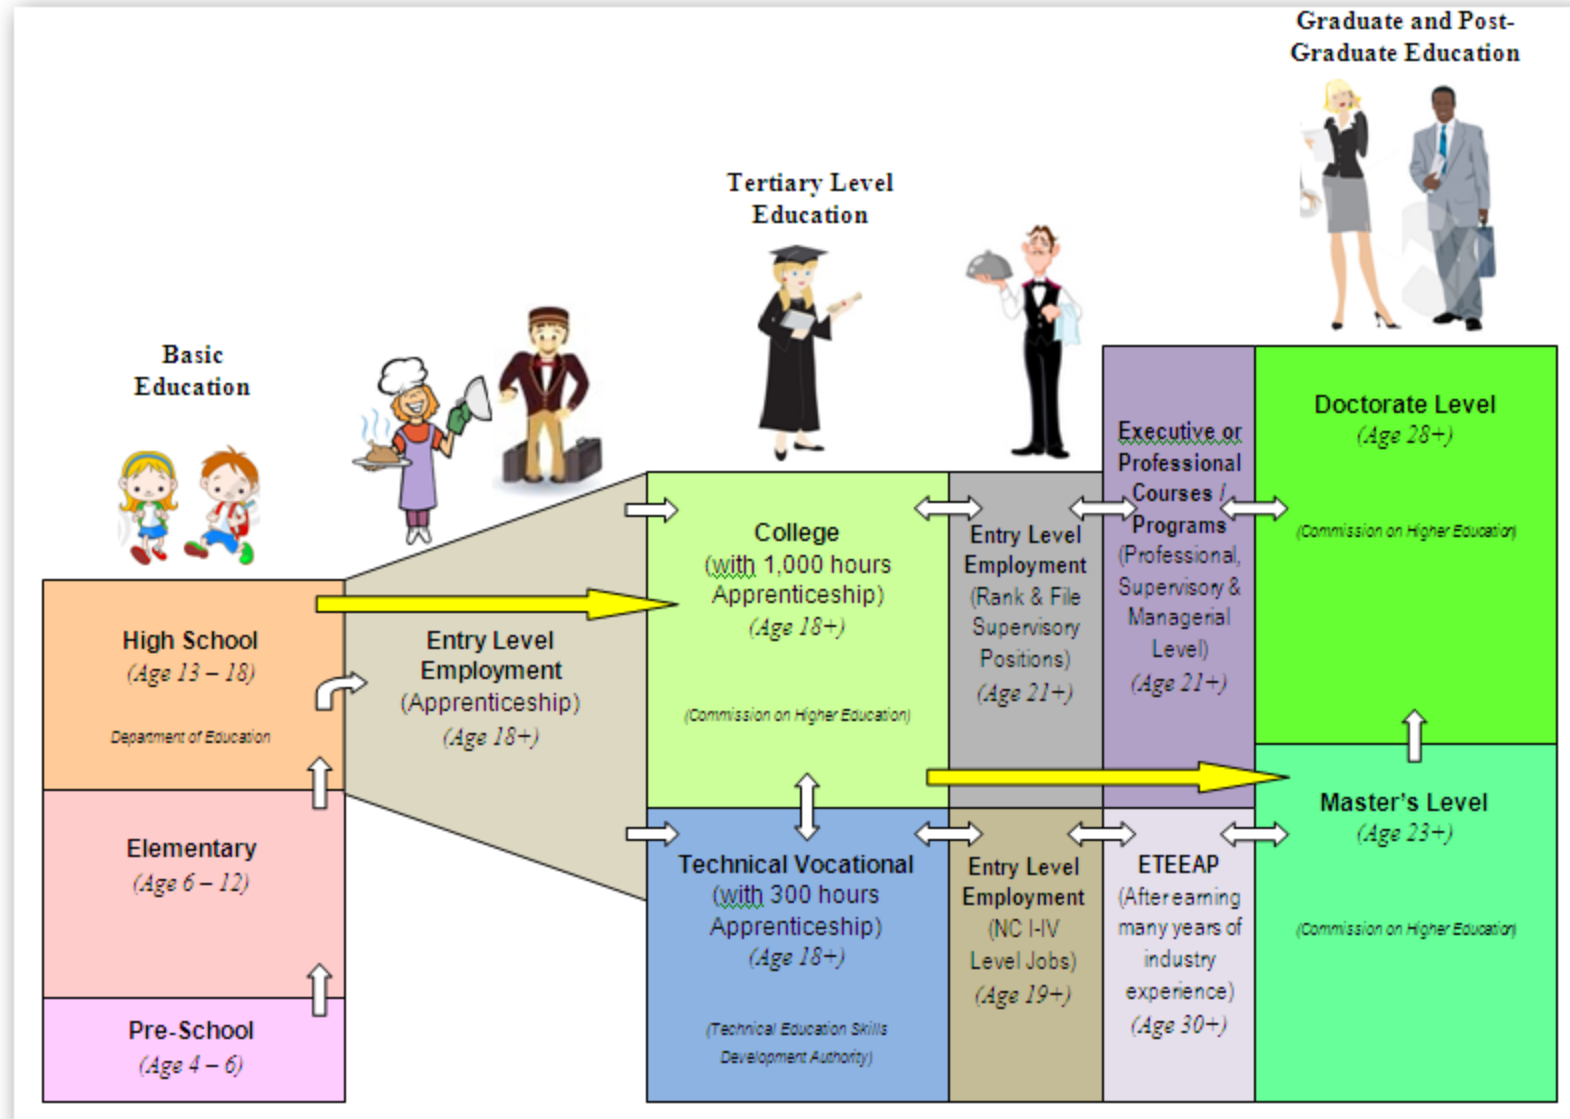 Graduate and Post-
Graduate Education
Tertiary Level
Education
Basic
Education
High School
(Age 13 – 18)
Department of Education
Elementary
(Age 6 – 12)
Pre-School
(Age 4 – 6)
Entry Level
Employment
(Apprenticeship)
(Age 18+)
College
(with 1,000 hours
Apprenticeship)
(Age 18+)
(Commission on Higher Education)
Technical Vocational
(with 300 hours
Apprenticeship)
(Age 18+)
(Technical Education Skills
Development Authority)
Entry Level
Employment
(Rank & File
Supervisory
Positions)
(Age 21+)
Entry Level
Employment
(NC I-IV
Level Jobs)
(Age 19+)
Executive or
Professional
Courses /
Programs
(Professional,
Supervisory &
Managerial
Level)
(Age 21+)
ETEEAP
(After earning
many years of
industry
experience)
(Age 30+)
Doctorate Level
(Age 28+)
(Commission on Higher Education)
Master's Level
(Age 23+)
(Commission on Higher Education)